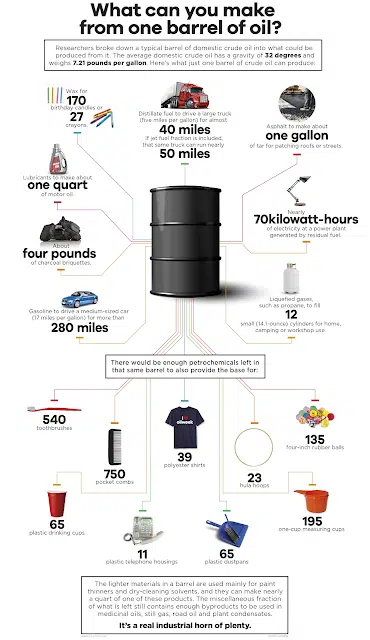 What can you make
from one barrel of oil?
Researchers broke down a typical barrel of domestic crude oil into what could be
produced from it. The average domestic crude oil has a gravity of 32 degrees and
weighs 7.21 pounds per gallon. Here's what just one barrel of crude oil can produce:
Wax for
170
birthday candles or
27
crayons.
Distillate fuel to drive a large truck
(five miles per gallon) for almost
40 miles
If jet fuel fraction is included,
that same truck can run nearly
50 miles
Asphalt to make about
one gallon
of tar for patching roofs or streets.
Lubricants to make about
one quart
of motor oil.
Nearly
70kilowatt-hours
of electricity at a power plant
generated by residual fuel.
About
four pounds
of charcoal briquettes.
Liquefied gases,
such as propane, to fill
12
small (14.1-ounce) cylinders for home,
camping or workshop use.
Gasoline to drive a medium-sized car
(17 miles per gallon) for more than
280 miles
There would be enough petrochemicals left in
that same barrel to also provide the base for:
540
toothbrushes
750
pocket combs
39
polyester shirts
23
hula hoops
135
four-inch rubber balls
65
plastic drinking cups
11
plastic telephone housings
65
plastic dustpans
195
one-cup measuring cups
The lighter materials in a barrel are used mainly for paint
thinners and dry-cleaning solvents, and they can make nearly
a quart of one of these products. The miscellaneous fraction
of what is left still contains enough byproducts to be used in
medicinal oils, still gas, road oil and plant condensates.
It's a real industrial horn of plenty.